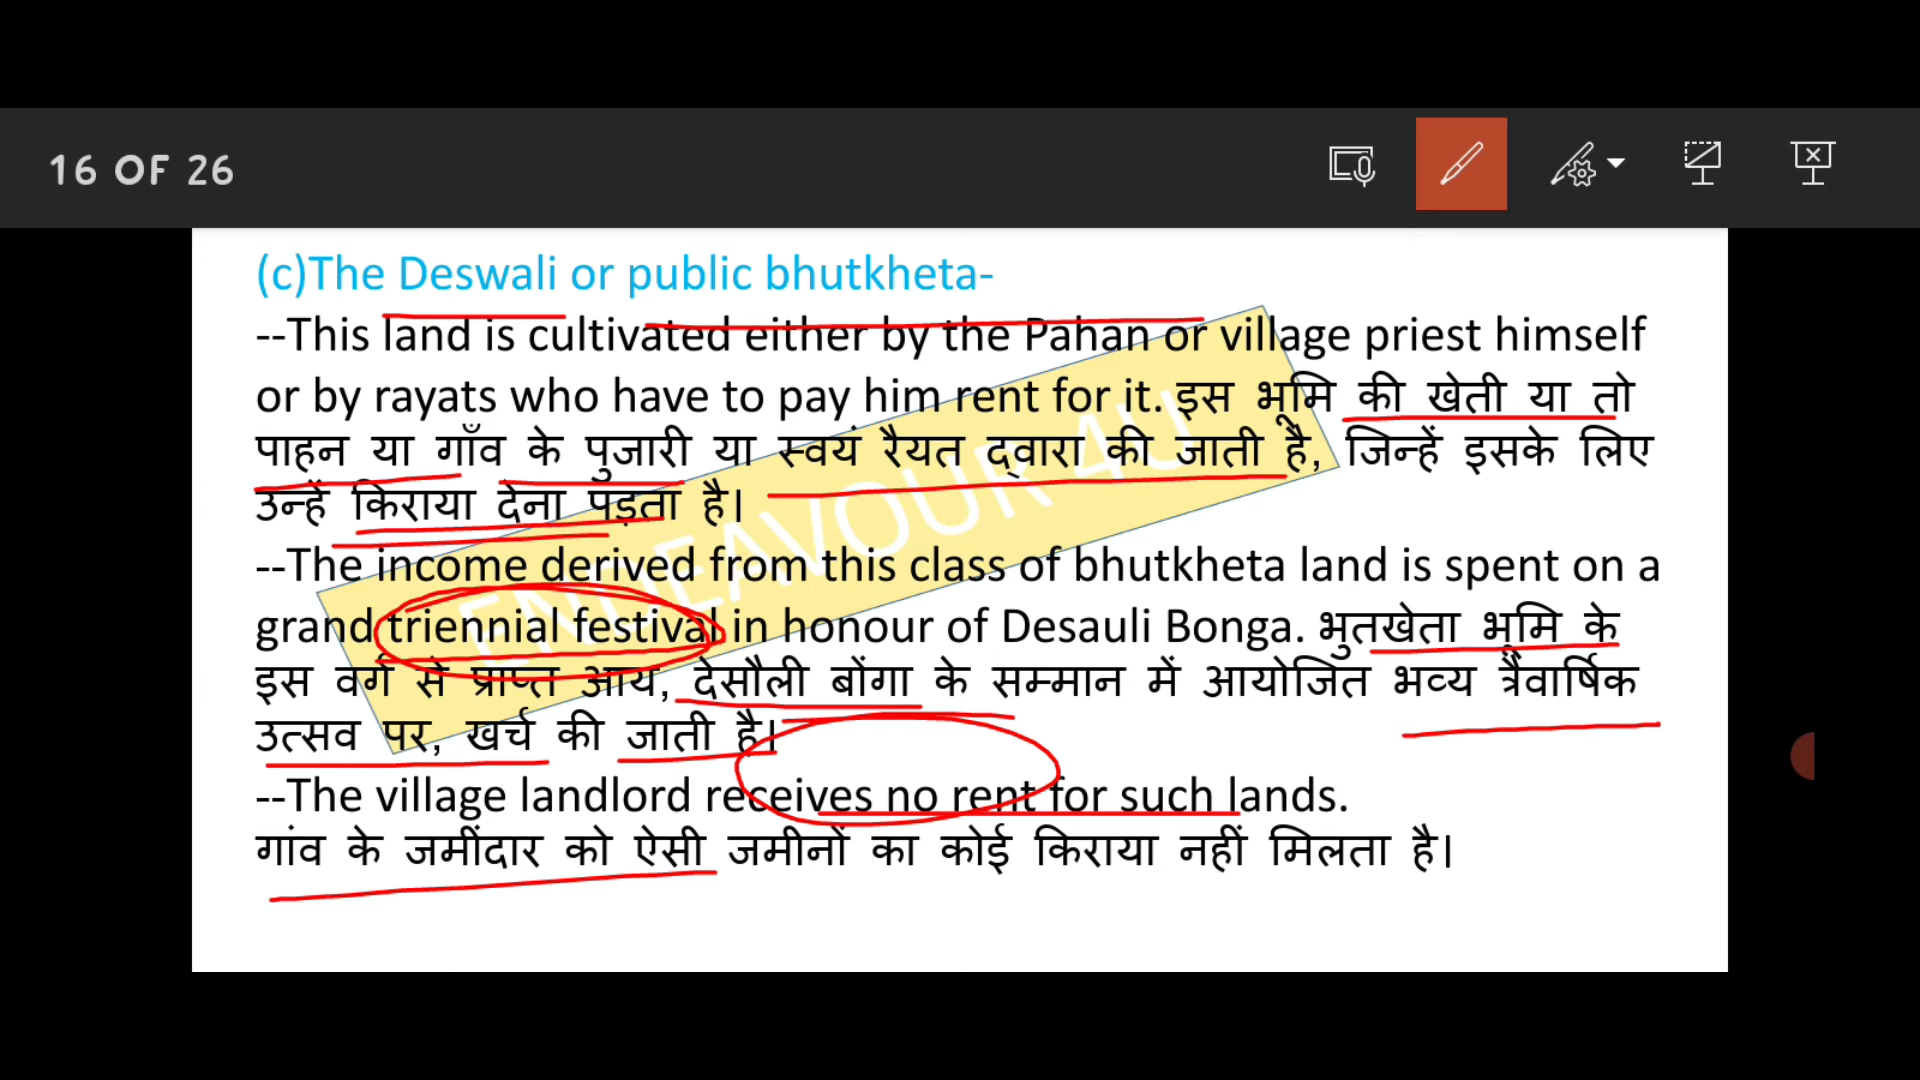 16 OF 26
(c)The Deswali or public bhutkheta-
--This land is cultivated either by the Pahan or village priest himself
or by rayats who have to pay him rent for it. इस भूमि की खेती या तो
पाहन या गाँव के पुजारी या स्वयं रैयत द्वारा की जाती है, जिन्हें इसके लिए
उन्हें किराया देना पड़ता है।
--The income derived from this class of bhutkheta land is spent on a
grand triennial festival in honour of Desauli Bonga. भुतखेता भूमि के
इस वर्ग से प्राप्त आय, देसौली बोंगा के सम्मान में आयोजित भव्य त्रैवार्षिक
उत्सव पर, खर्च की जाती है।
--The village landlord receives no rent for such lands.
गांव के जमींदार को ऐसी जमीनों का कोई किराया नहीं मिलता है।
ENDEAVOUR 4U